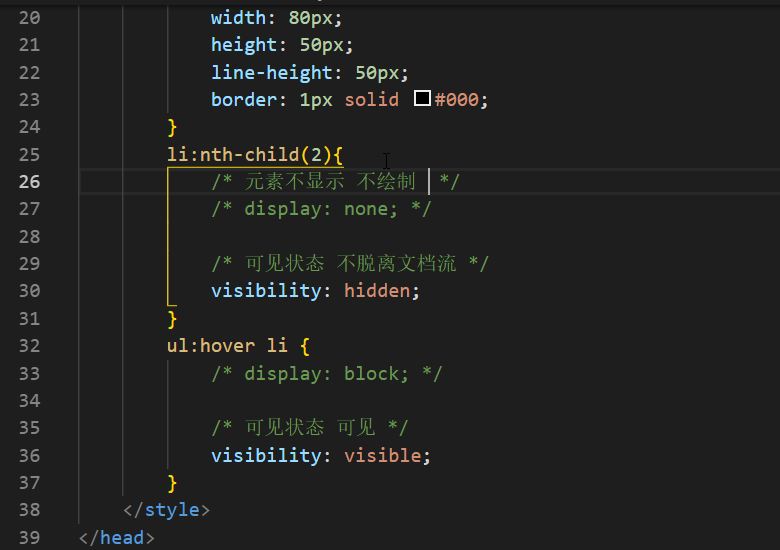 20 width: 80px;
21 height: 50px;
22 line-height: 50px;
23 border: 1px solid #000;
24 }
25 li:nth-child(2){
26 /* 元素不显示 不绘制 */
27 /* display: none; */
28
29 /* 可见状态 不脱离文档流 */
30 visibility: hidden;
31 }
32 ul:hover li {
33 /* display: block; */
34
35 /* 可见状态 可见 */
36 visibility: visible;
37 }
38 </style>
39 </head>